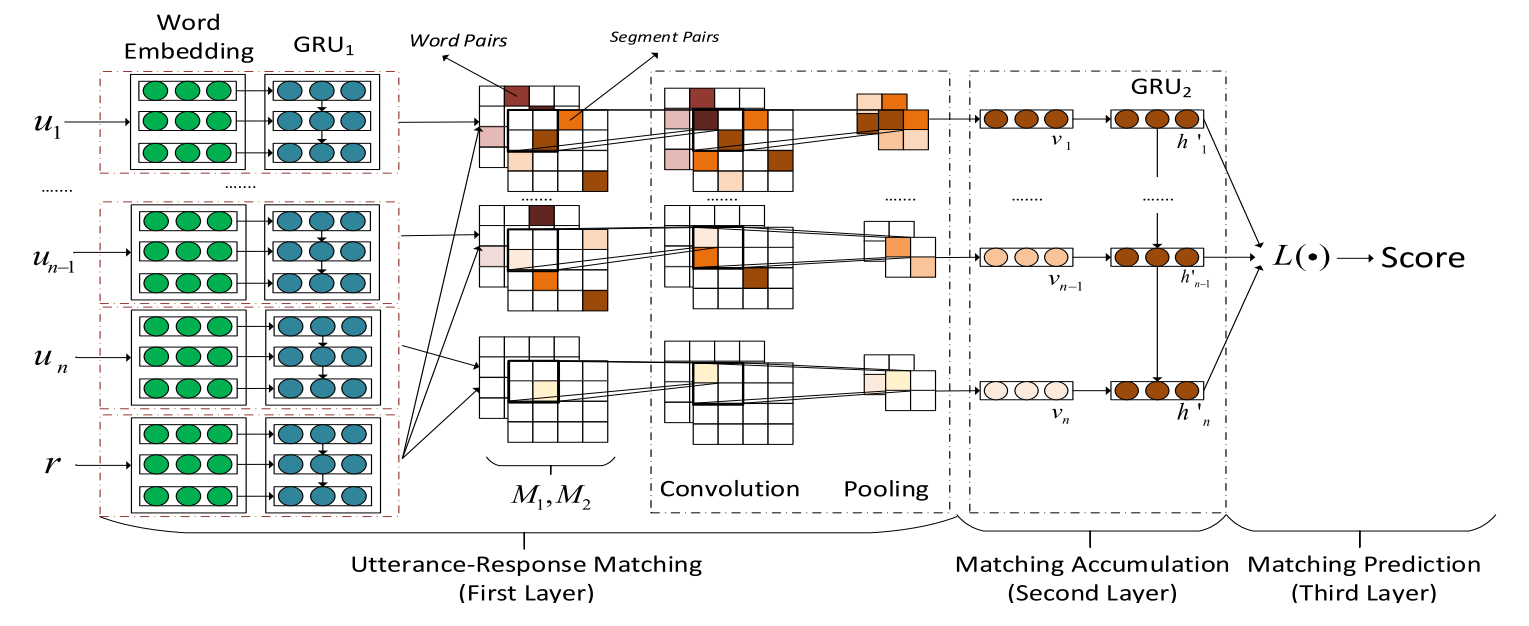 Word
Embedding
GRU₁
Word Pairs
Segment Pairs
GRU₂
u₁
v₁
h'₁
.......
.......
.......
.......
.......
.......
.......
uₙ₋₁
vₙ₋₁
h'ₙ₋₁
L(•)
Score
uₙ
vₙ
h'ₙ
r
M₁, M₂
Convolution
Pooling
Utterance-Response Matching
(First Layer)
Matching Accumulation
(Second Layer)
Matching Prediction
(Third Layer)